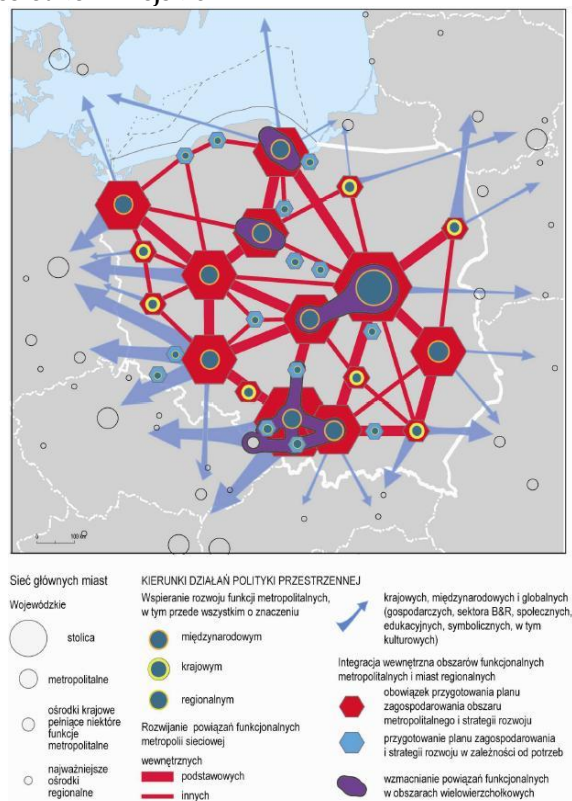 0 100 km
Sieć głównych miast
Wojewódzkie
stolica
metropolitalne
ośrodki krajowe
pełniące niektóre
funkcje
metropolitalne
najważniejsze
ośrodki
regionalne
KIERUNKI DZIAŁAŃ POLITYKI PRZESTRZENNEJ
Wspieranie rozwoju funkcji metropolitalnych,
w tym przede wszystkim o znaczeniu
międzynarodowym
krajowym
regionalnym
Rozwijanie powiązań funkcjonalnych
metropolii sieciowej
wewnętrznych
podstawowych
innych
krajowych, międzynarodowych i globalnych
(gospodarczych, sektora B&R, społecznych,
edukacyjnych, symbolicznych, w tym
kulturowych)
Integracja wewnętrzna obszarów funkcjonalnych
metropolitalnych i miast regionalnych
obowiązek przygotowania planu
zagospodarowania obszaru
metropolitalnego i strategii rozwoju
przygotowanie planu zagospodarowania
i strategii rozwoju w zależności od potrzeb
wzmacnianie powiązań funkcjonalnych
w obszarach wielowierzchołkowych